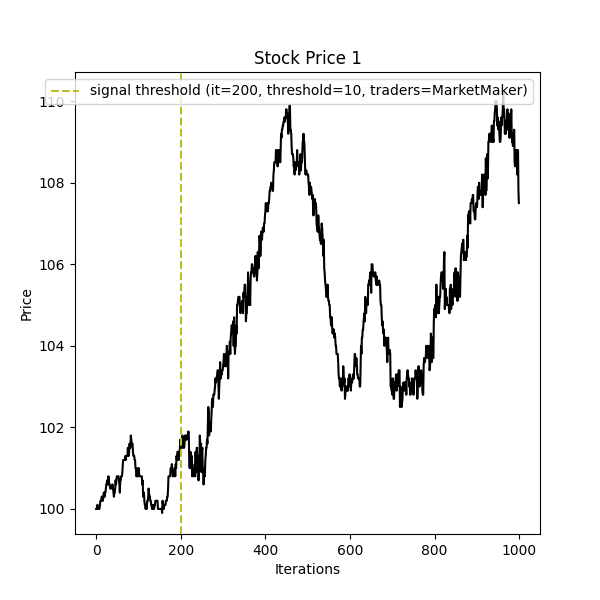 Stock Price 1
signal threshold (it=200, threshold=10, traders=MarketMaker)
110
108
106
104
102
100
Price
0 200 400 600 800 1000
Iterations